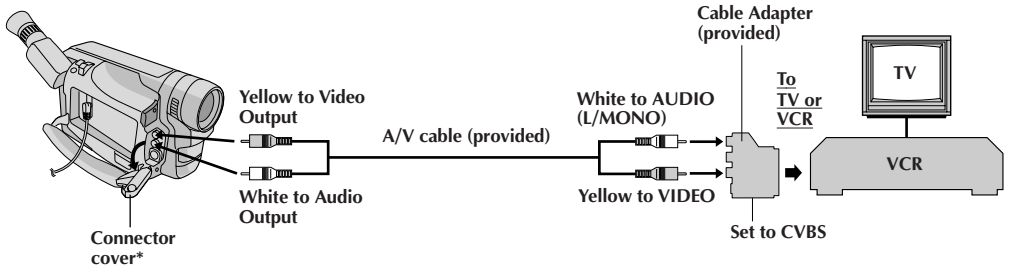 Cable Adapter
(provided)
TV
To
TV or
VCR
Yellow to Video
Output
White to AUDIO
(L/MONO)
A/V cable (provided)
VCR
White to Audio
Output
Yellow to VIDEO
Set to CVBS
Connector
cover*